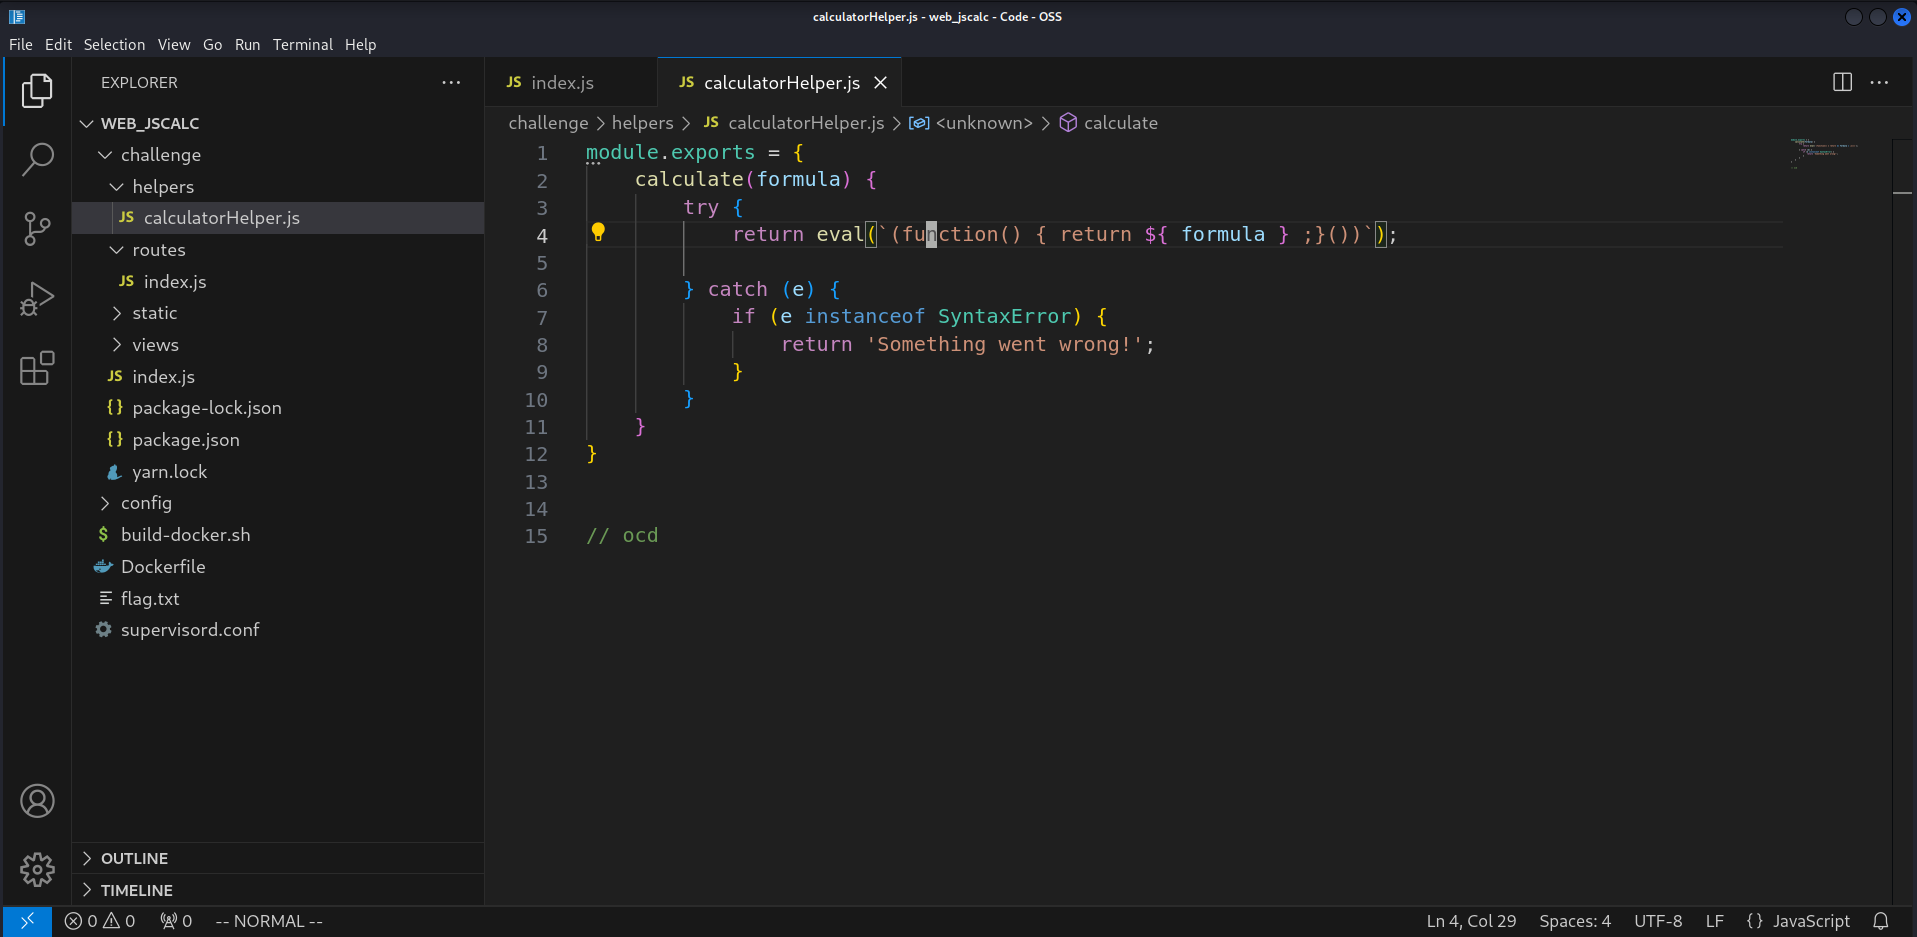 calculatorHelper.js - web_jscalc - Code - OSS
File Edit Selection View Go Run Terminal Help
EXPLORER ...
WEB_JSCALC
challenge
helpers
JS calculatorHelper.js
routes
JS index.js
static
views
JS index.js
{} package-lock.json
{} package.json
yarn.lock
config
$ build-docker.sh
Dockerfile
flag.txt
supervisord.conf
OUTLINE
TIMELINE
JS index.js
JS calculatorHelper.js
challenge > helpers > JS calculatorHelper.js > <unknown> > calculate
1 module.exports = {
2     calculate(formula) {
3         try {
4             return eval(`(function() { return ${ formula } ;}())`);
5
6         } catch (e) {
7             if (e instanceof SyntaxError) {
8                 return 'Something went wrong!';
9             }
10         }
11     }
12 }
13
14
15 // ocd
0 0 0 -- NORMAL -- Ln 4, Col 29 Spaces: 4 UTF-8 LF {} JavaScript